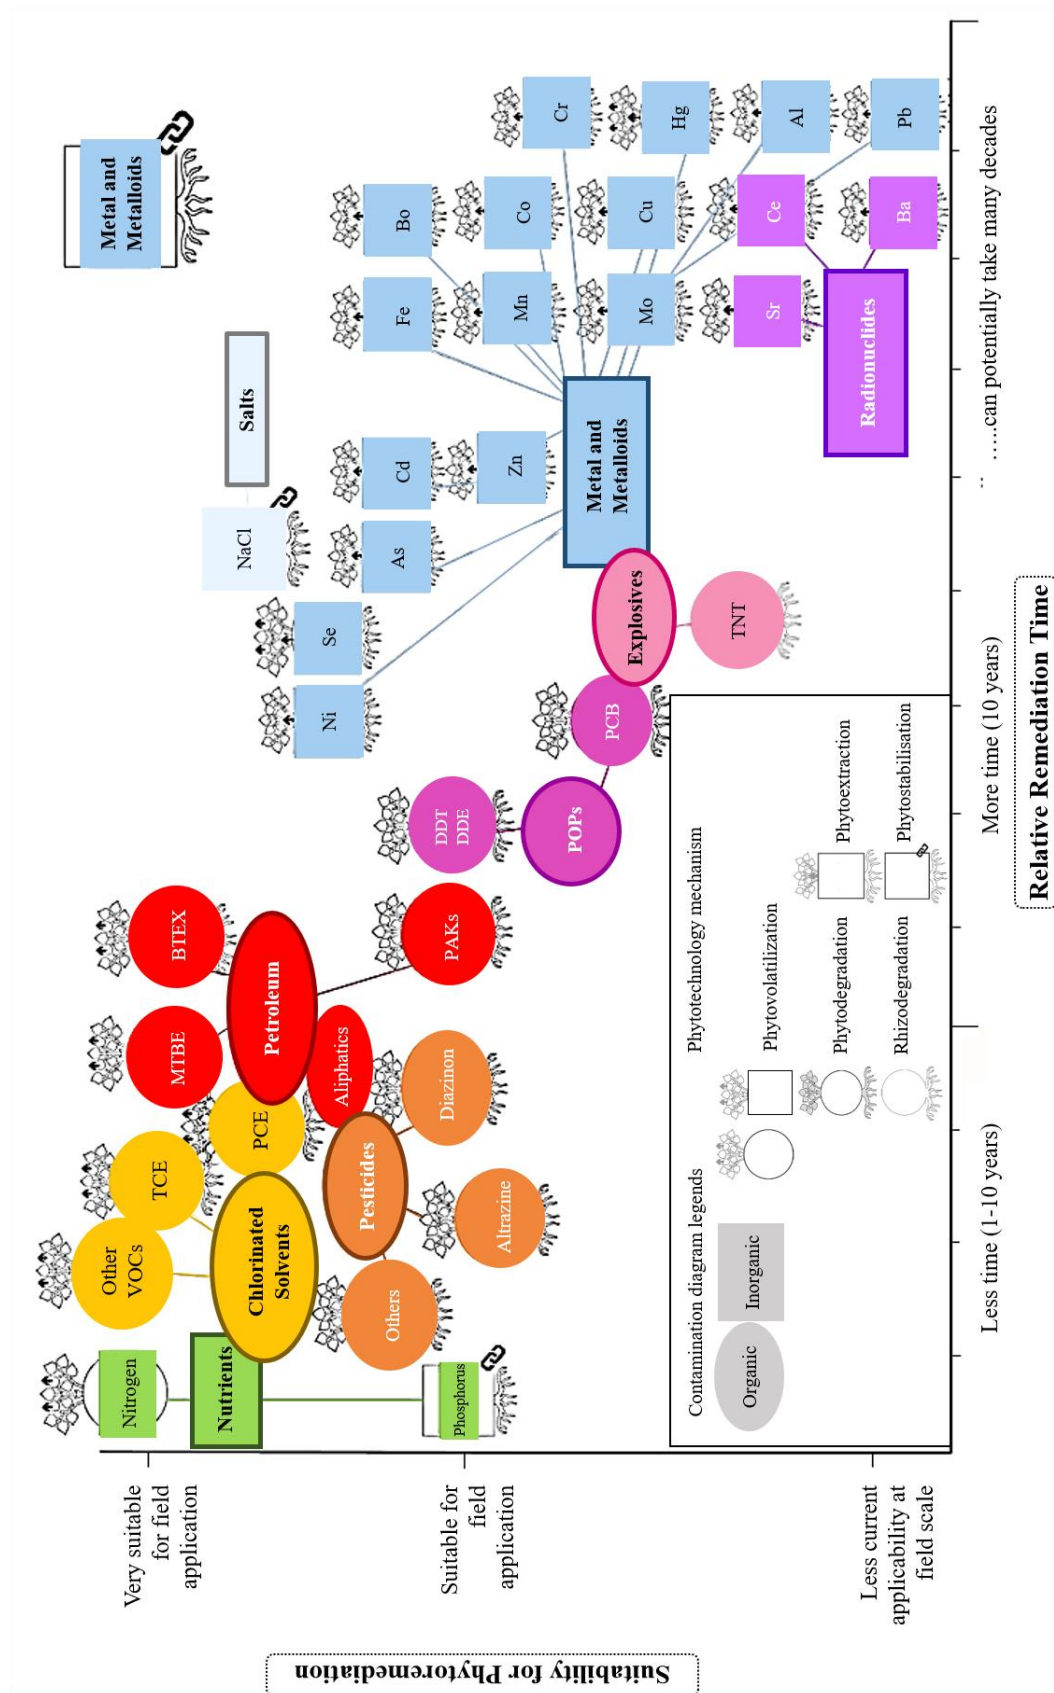 Suitability for Phytoremediation
Very suitable
for field
application
Suitable for
field
application
Less current
applicability at
field scale
Nitrogen
Nutrients
Phosphorus
Other
VOCs
TCE
PCE
Chlorinated
Solvents
Others
Pesticides
Altrazine
Diazinon
MTBE
BTEX
Petroleum
Aliphatics
PAKs
DDT
DDE
POPs
PCB
Explosives
TNT
Ni
Se
As
Cd
Zn
NaCl
Salts
Metal and
Metalloids
Metal and
Metalloids
Fe
Bo
Mn
Co
Cr
Mo
Cu
Hg
Al
Pb
Sr
Ce
Ba
Radionuclides
Contamination diagram legends
Organic
Inorganic
Phytotechnology mechanism
Phytovolatilization
Phytodegradation
Rhizodegradation
Phytoextraction
Phytostabilisation
Less time (1-10 years)
More time (10 years)
.. .....can potentially take many decades
Relative Remediation Time